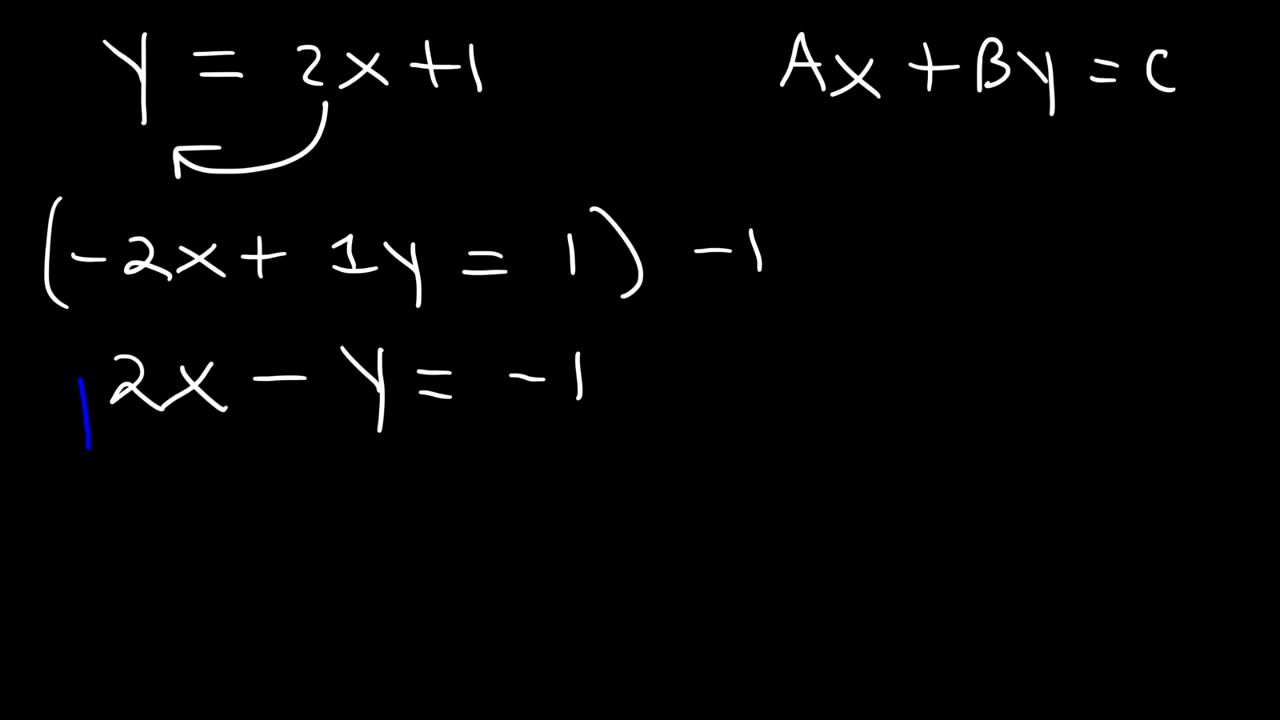 y = 2x+1
Ax + By = C
(-2x + 1y = 1) -1
2x - y = -1